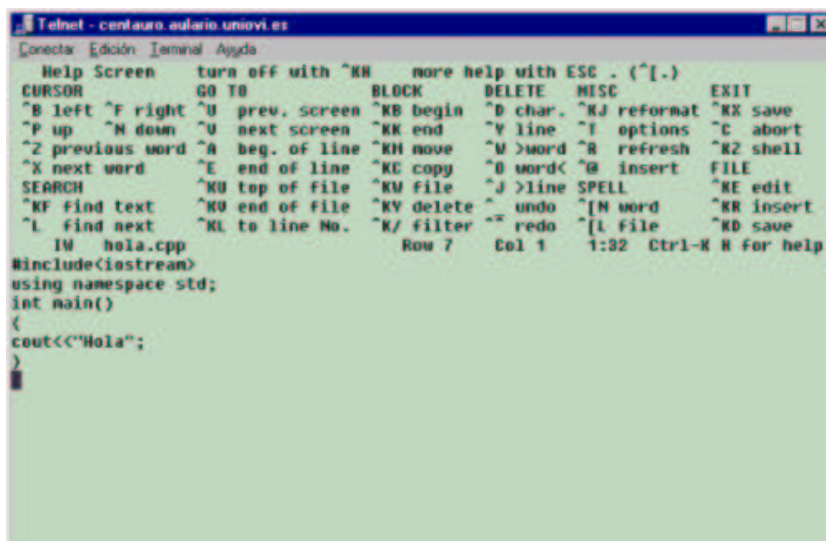 Telnet - centauro.aulario.uniovi.es
Conectar Edición Terminal Ayuda
Help Screen turn off with ^KH more help with ESC . (^[.)
CURSOR GO TO BLOCK DELETE MISC EXIT
^B left ^F right ^U prev. screen ^KB begin ^D char. ^KJ reformat ^KX save
^P up ^N down ^V next screen ^KK end ^Y line ^T options ^C abort
^Z previous word ^A beg. of line ^KM move ^W >word ^R refresh ^KZ shell
^X next word ^E end of line ^KC copy ^O word< ^@ insert FILE
SEARCH ^KU top of file ^KW file ^J >line SPELL ^KE edit
^KF find text ^KV end of file ^KY delete ^_ undo ^[N word ^KR insert
^L find next ^KL to line No. ^K/ filter ^^ redo ^[L file ^KD save
IW hola.cpp Row 7 Col 1 1:32 Ctrl-K H for help
#include<iostream>
using namespace std;
int main()
{
cout<<"Hola";
}